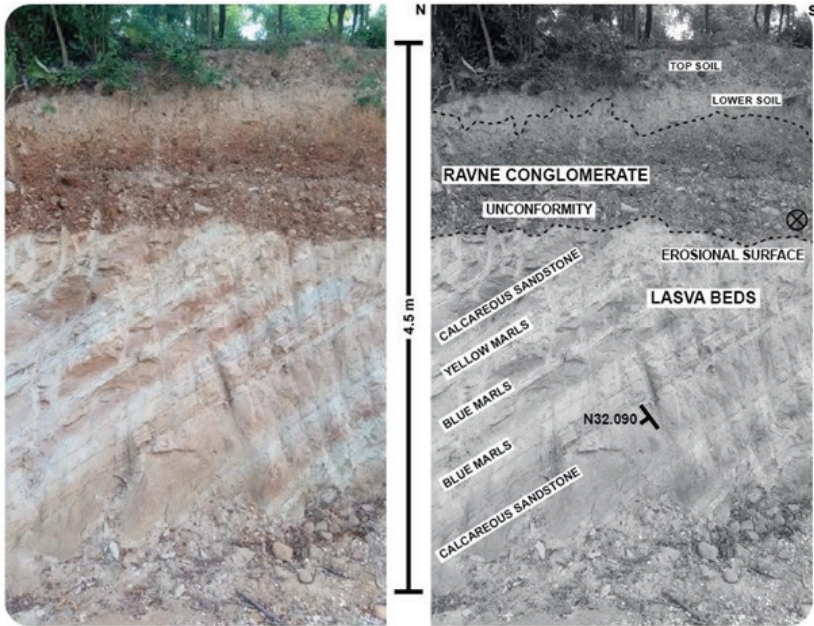 N
S
TOP SOIL
LOWER SOIL
RAVNE CONGLOMERATE
UNCONFORMITY
EROSIONAL SURFACE
CALCAREOUS SANDSTONE
LASVA BEDS
4.5 m
YELLOW MARLS
BLUE MARLS
N32.090
BLUE MARLS
CALCAREOUS SANDSTONE